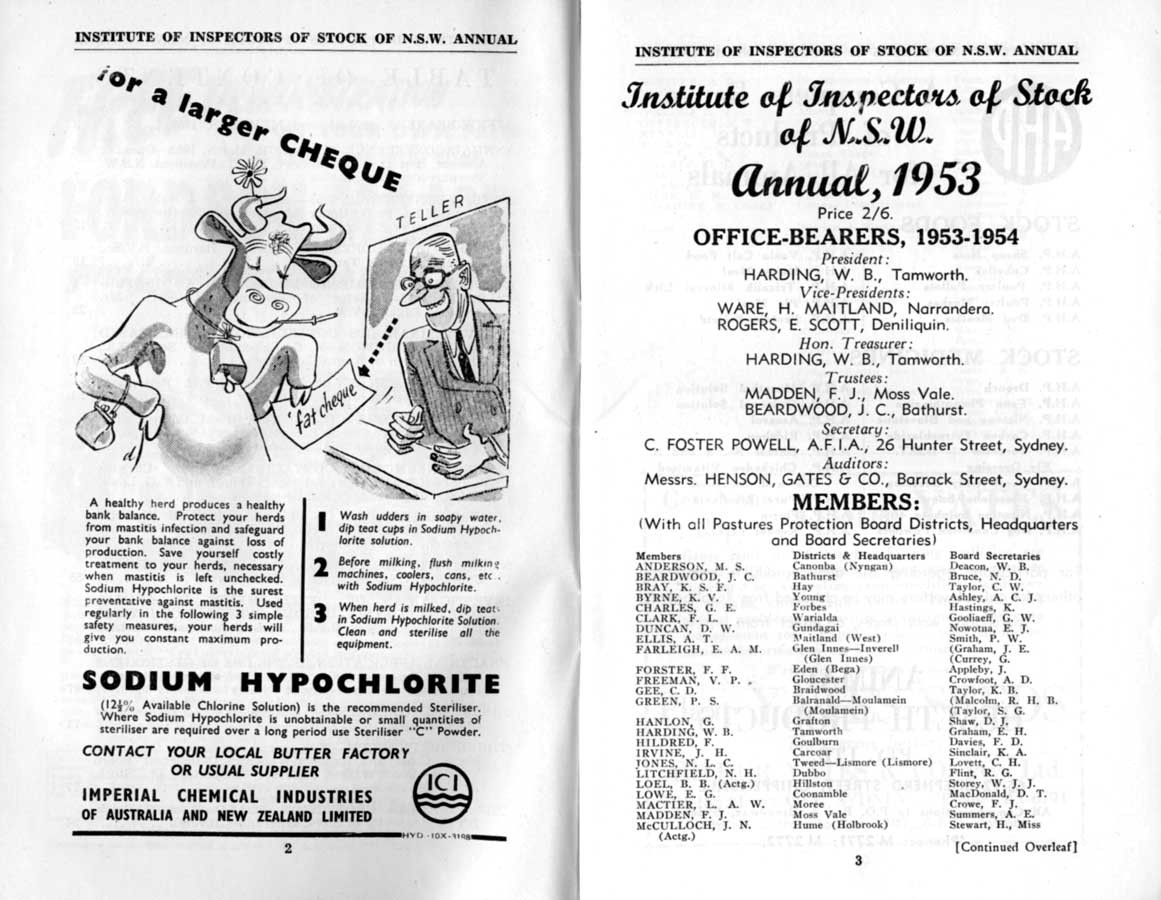 INSTITUTE OF INSPECTORS OF STOCK OF N.S.W. ANNUAL
for a larger CHEQUE
TELLER
'fat cheque'
A healthy herd produces a healthy
bank balance. Protect your herds
from mastitis infection and safeguard
your bank balance against loss of
production. Save yourself costly
treatment to your herds, necessary
when mastitis is left unchecked.
Sodium Hypochlorite is the surest
preventative against mastitis. Used
regularly in the following 3 simple
safety measures, your herds will
give you constant maximum pro-
duction.
1 Wash udders in soapy water,
dip teat cups in Sodium Hypoch-
lorite solution.
2 Before milking, flush milking
machines, coolers, cans, etc.
with Sodium Hypochlorite.
3 When herd is milked, dip teats
in Sodium Hypochlorite Solution.
Clean and sterilise all the
equipment.
SODIUM HYPOCHLORITE
(12½% Available Chlorine Solution) is the recommended Steriliser.
Where Sodium Hypochlorite is unobtainable or small quantities of
steriliser are required over a long period use Steriliser "C" Powder.
CONTACT YOUR LOCAL BUTTER FACTORY
OR USUAL SUPPLIER
IMPERIAL CHEMICAL INDUSTRIES
OF AUSTRALIA AND NEW ZEALAND LIMITED
ICI
HYD.-10X-3198
2
INSTITUTE OF INSPECTORS OF STOCK OF N.S.W. ANNUAL
Institute of Inspectors of Stock
of N.S.W.
Annual, 1953
Price 2/6.
OFFICE-BEARERS, 1953-1954
President:
HARDING, W. B., Tamworth.
Vice-Presidents:
WARE, H. MAITLAND, Narrandera.
ROGERS, E. SCOTT, Deniliquin.
Hon. Treasurer:
HARDING, W. B., Tamworth.
Trustees:
MADDEN, F. J., Moss Vale.
BEARDWOOD, J. C., Bathurst.
Secretary:
C. FOSTER POWELL, A.F.I.A., 26 Hunter Street, Sydney.
Auditors:
Messrs. HENSON, GATES & CO., Barrack Street, Sydney.
MEMBERS:
(With all Pastures Protection Board Districts, Headquarters
and Board Secretaries)
Members Districts & Headquarters Board Secretaries
ANDERSON, M. S. Canonba (Nyngan) Deacon, W. B.
BEARDWOOD, J. C. Bathurst Bruce, N. D.
BRAY, K. S. F. Hay Taylor, C. W.
BYRNE, K. V. Young Ashley, A. C. J.
CHARLES, G. E. Forbes Hastings, K.
CLARK, F. L. Warialda Gooliaeff, G. W.
DUNCAN, D. W. Gundagai Nowotna, E. J.
ELLIS, A. T. Maitland (West) Smith, P. W.
FARLEIGH, E. A. M. Glen Innes—Inverell (Graham, J. E.
(Glen Innes) (Currey, G.
FORSTER, F. F. Eden (Bega) Appleby, J.
FREEMAN, V. P. Gloucester Crowfoot, A. D.
GEE, C. D. Braidwood Taylor, K. B.
GREEN, P. S. Balranald—Moulamein (Malcolm, R. H. B.
(Moulamein) (Taylor, S. G.
HANLON, G. Grafton Shaw, D. J.
HARDING, W. B. Tamworth Graham, E. H.
HILDRED, F. Goulburn Davies, F. D.
IRVINE, J. H. Carcoar Sinclair, K. A.
JONES, N. L. C. Tweed—Lismore (Lismore) Lovett, C. H.
LITCHFIELD, N. H. Dubbo Flint, R. G.
LOEL, B. B. (Actg.) Hillston Storey, W. J. J.
LOWE, E. G. Coonamble MacDonald, D. T.
MACTIER, L. A. W. Moree Crowe, F. J.
MADDEN, F. J. Moss Vale Summers, A. E.
McCULLOCH, J. N. Hume (Holbrook) Stewart, H., Miss
(Actg.)
[Continued Overleaf]
3